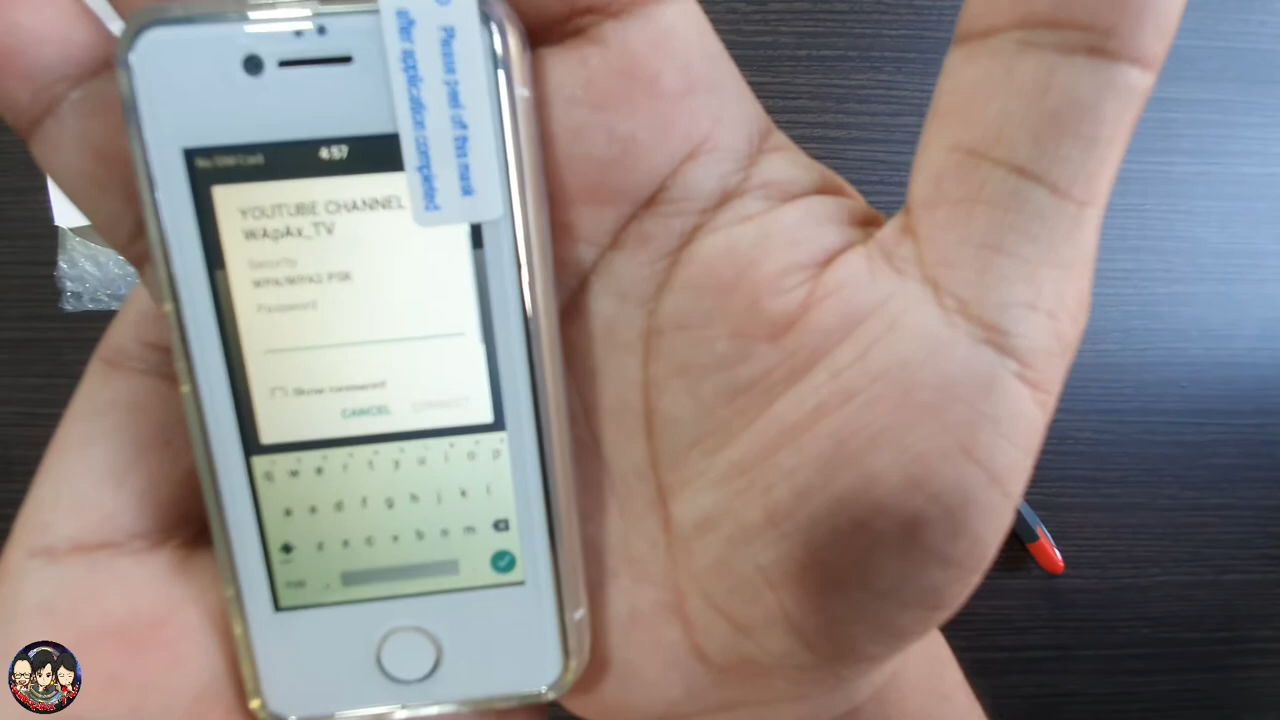 Please peel of this mask
after application completed
No SIM Card
4:57
YOUTUBE CHANNEL
WApAx_TV
Security
WPA/WPA2 PSK
Password
Show password
CANCEL CONNECT
q w e r t y u i o p
a s d f g h j k l
z x c v b n m